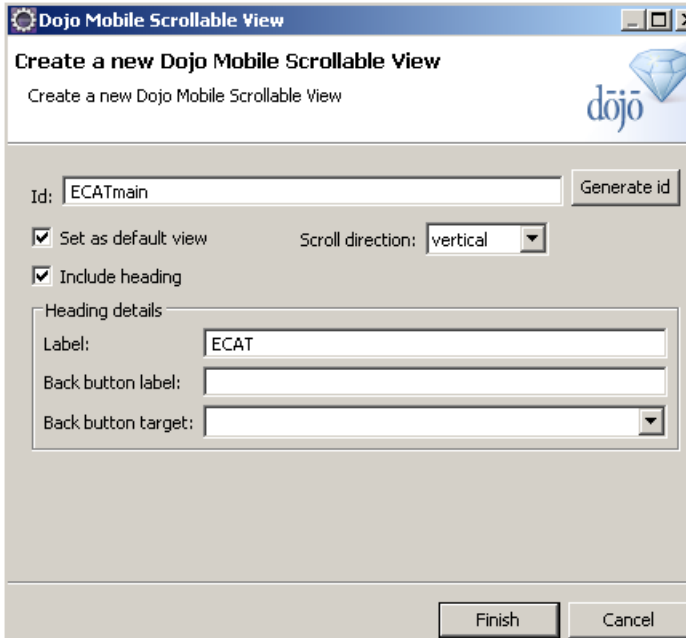 Dojo Mobile Scrollable View
Create a new Dojo Mobile Scrollable View
Create a new Dojo Mobile Scrollable View
dōjō
Id: ECATmain Generate id
Set as default view Scroll direction: vertical
Include heading
Heading details
Label: ECAT
Back button label:
Back button target:
Finish Cancel